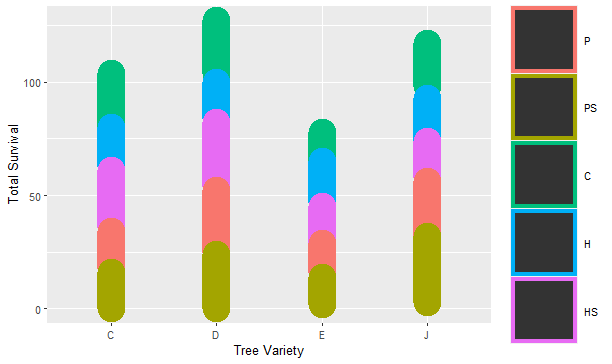 100
50
0
Total Survival
C
D
E
J
Tree Variety
P
PS
C
H
HS